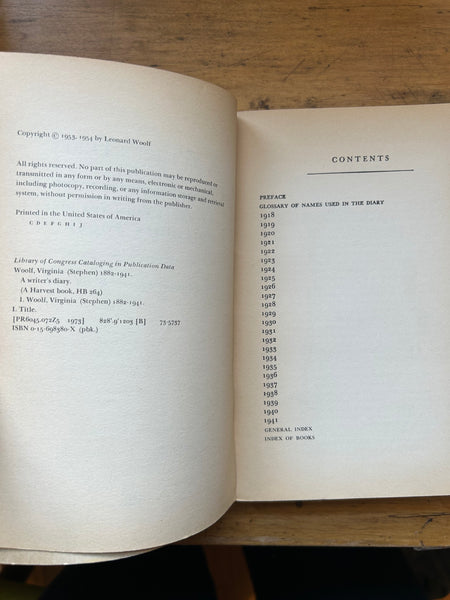 Copyright © 1953, 1954 by Leonard Woolf
All rights reserved. No part of this publication may be reproduced or
transmitted in any form or by any means, electronic or mechanical,
including photocopy, recording, or any information storage and retrieval
system, without permission in writing from the publisher.
Printed in the United States of America
C D E F G H I J
Library of Congress Cataloging in Publication Data
Woolf, Virginia (Stephen) 1882-1941.
A writer's diary.
(A Harvest book, HB 264)
1. Woolf, Virginia (Stephen) 1882-1941.
I. Title.
[PR6045.072Z5 1973] 828'.9'1203 [B] 73-5737
ISBN 0-15-698380-X (pbk.)
CONTENTS
PREFACE
GLOSSARY OF NAMES USED IN THE DIARY
1918
1919
1920
1921
1922
1923
1924
1925
1926
1927
1928
1929
1930
1931
1932
1933
1934
1935
1936
1937
1938
1939
1940
1941
GENERAL INDEX
INDEX OF BOOKS